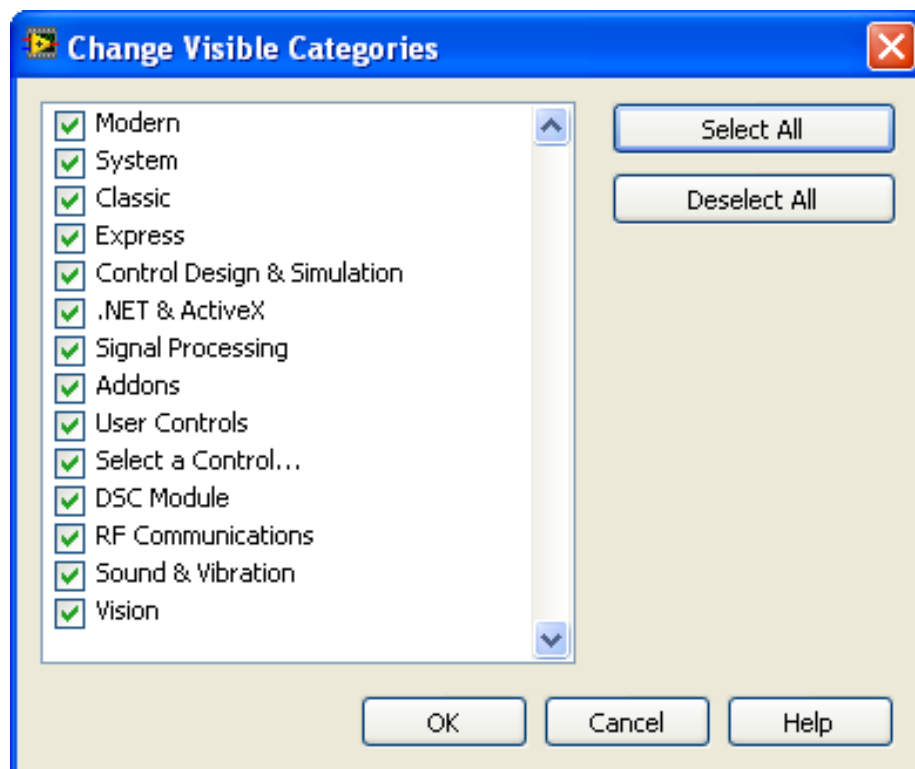 Change Visible Categories
Modern
System
Classic
Express
Control Design & Simulation
.NET & ActiveX
Signal Processing
Addons
User Controls
Select a Control...
DSC Module
RF Communications
Sound & Vibration
Vision
Select All
Deselect All
OK
Cancel
Help